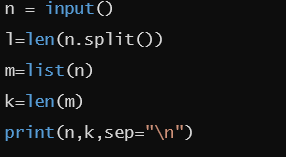 n = input()
l=len(n.split())
m=list(n)
k=len(m)
print(n,k,sep="\n")